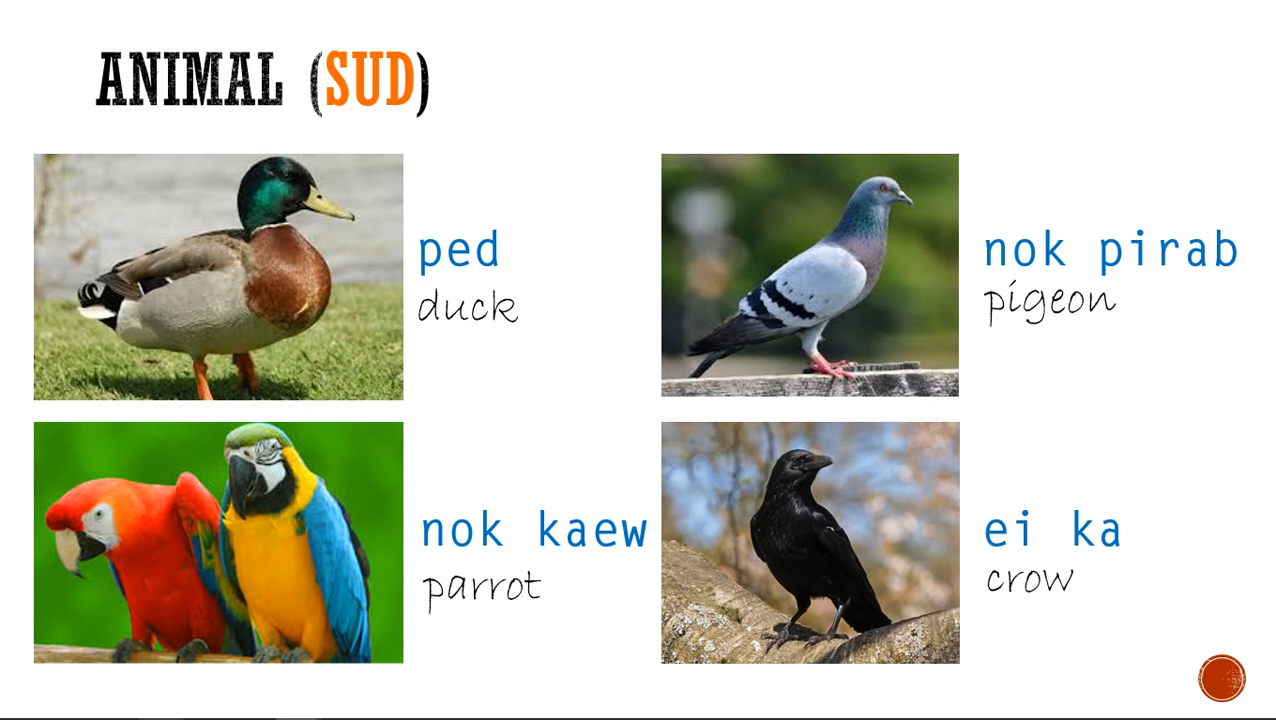 ANIMAL (SUD)
ped
duck
nok pirab
pigeon
nok kaew
parrot
ei ka
crow